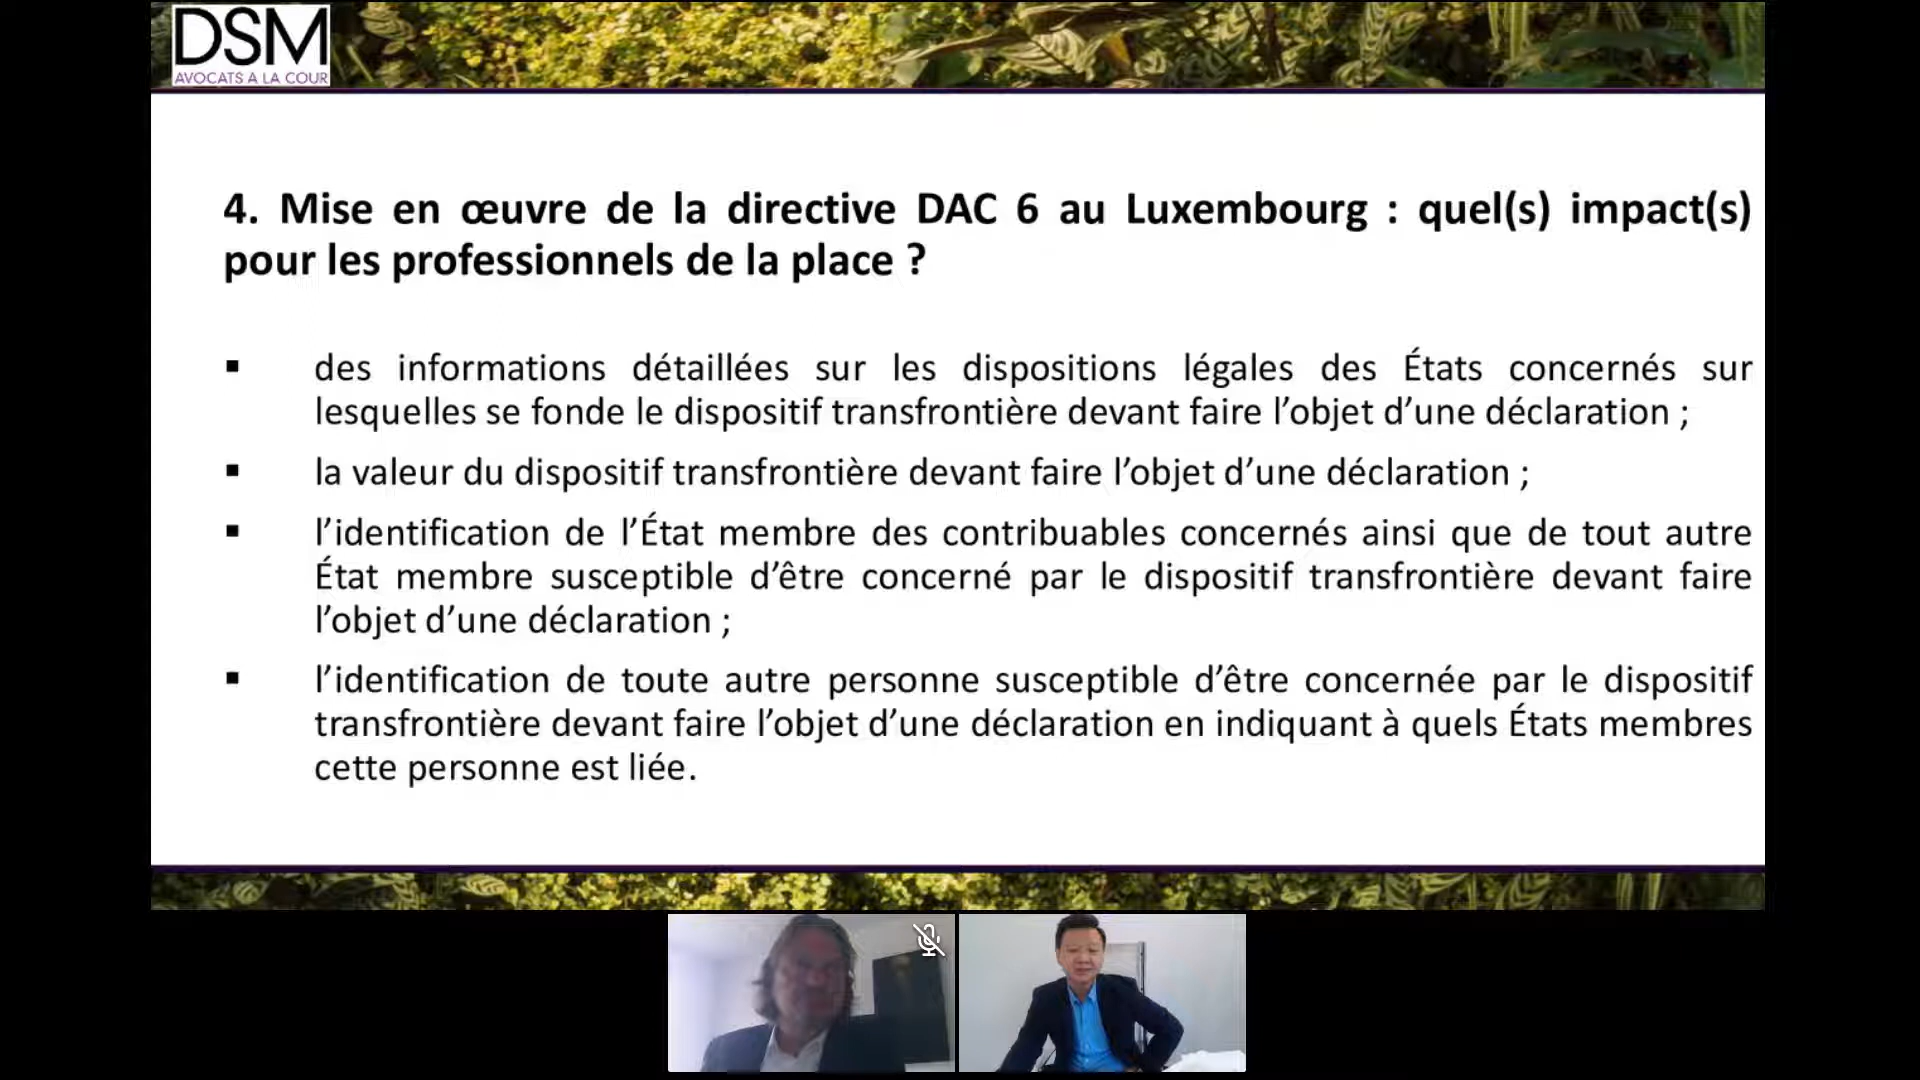 DSM
AVOCATS A LA COUR
4. Mise en œuvre de la directive DAC 6 au Luxembourg : quel(s) impact(s)
pour les professionnels de la place ?
▪ des informations détaillées sur les dispositions légales des États concernés sur
lesquelles se fonde le dispositif transfrontière devant faire l’objet d’une déclaration ;
▪ la valeur du dispositif transfrontière devant faire l’objet d’une déclaration ;
▪ l’identification de l’État membre des contribuables concernés ainsi que de tout autre
État membre susceptible d’être concerné par le dispositif transfrontière devant faire
l’objet d’une déclaration ;
▪ l’identification de toute autre personne susceptible d’être concernée par le dispositif
transfrontière devant faire l’objet d’une déclaration en indiquant à quels États membres
cette personne est liée.